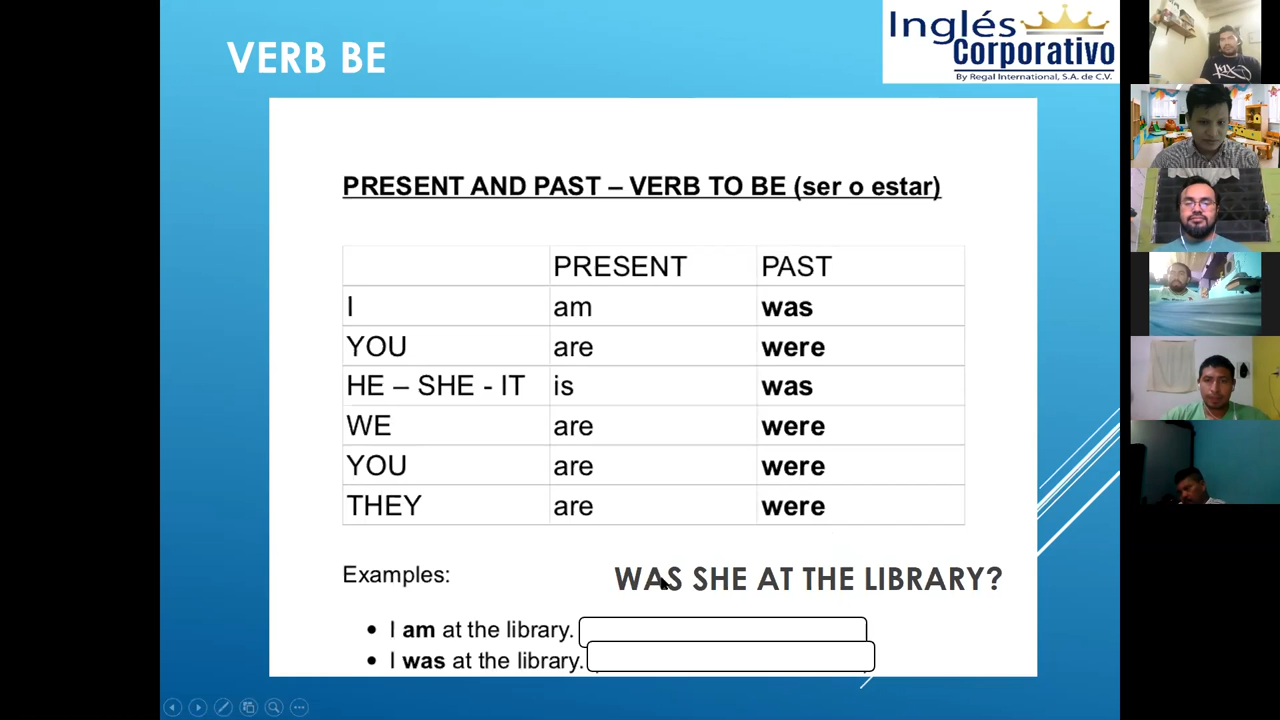 VERB BE
Inglés
Corporativo
By Regal International, S.A. de C.V.
PRESENT AND PAST – VERB TO BE (ser o estar)
PRESENT PAST
I am was
YOU are were
HE – SHE - IT is was
WE are were
YOU are were
THEY are were
Examples:
WAS SHE AT THE LIBRARY?
• I am at the library.
• I was at the library.